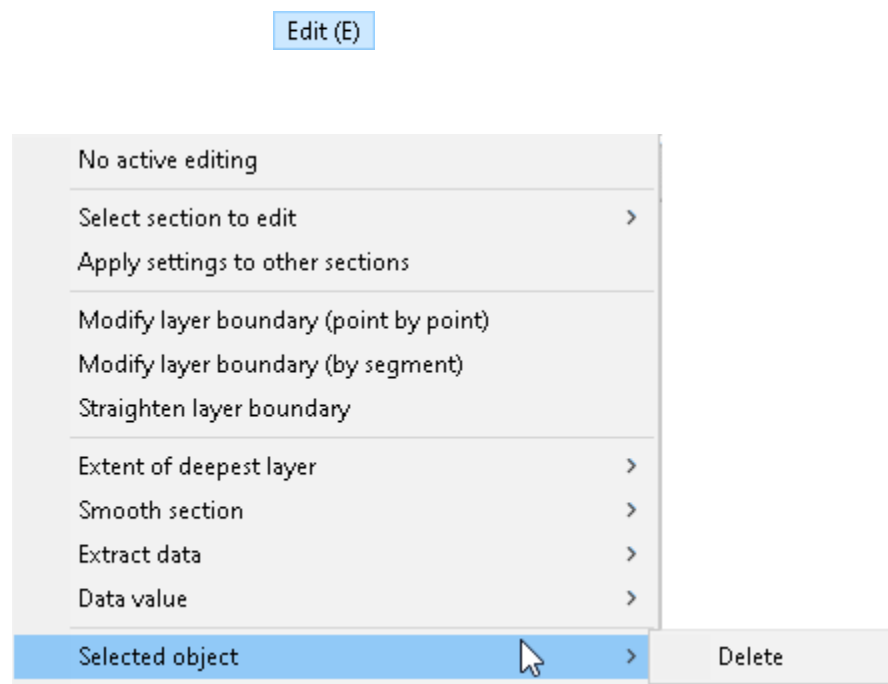 Edit (E)
No active editing
Select section to edit
Apply settings to other sections
Modify layer boundary (point by point)
Modify layer boundary (by segment)
Straighten layer boundary
Extent of deepest layer
Smooth section
Extract data
Data value
Selected object
Delete